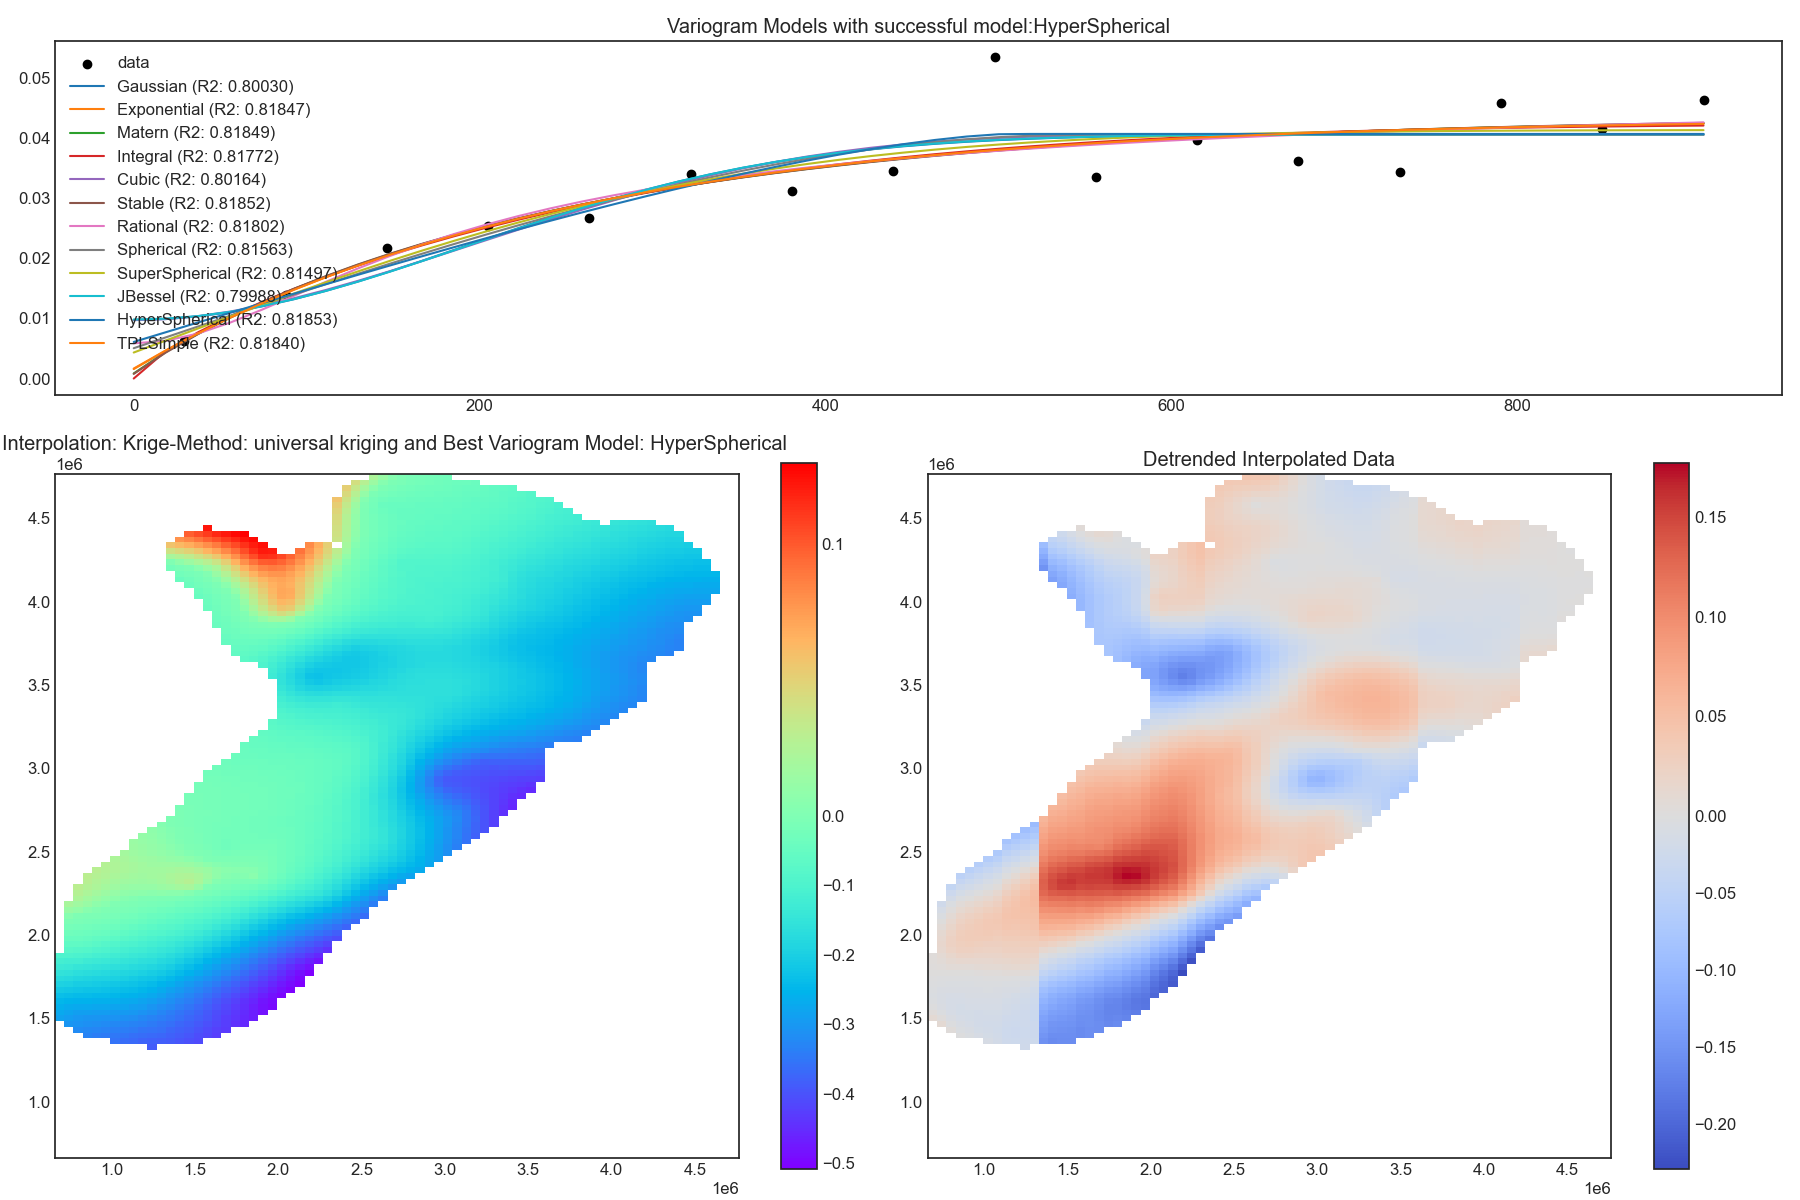 Variogram Models with successful model:HyperSpherical
0.05
0.04
0.03
0.02
0.01
0.00
data
Gaussian (R2: 0.80030)
Exponential (R2: 0.81847)
Matern (R2: 0.81849)
Integral (R2: 0.81772)
Cubic (R2: 0.80164)
Stable (R2: 0.81852)
Rational (R2: 0.81802)
Spherical (R2: 0.81563)
SuperSpherical (R2: 0.81497)
JBessel (R2: 0.79988)
HyperSpherical (R2: 0.81853)
TPLSimple (R2: 0.81840)
0 200 400 600 800
Interpolation: Krige-Method: universal kriging and Best Variogram Model: HyperSpherical
1e6
4.5
4.0
3.5
3.0
2.5
2.0
1.5
1.0
1.0 1.5 2.0 2.5 3.0 3.5 4.0 4.5
1e6
0.1
0.0
−0.1
−0.2
−0.3
−0.4
−0.5
Detrended Interpolated Data
1e6
4.5
4.0
3.5
3.0
2.5
2.0
1.5
1.0
1.0 1.5 2.0 2.5 3.0 3.5 4.0 4.5
1e6
0.15
0.10
0.05
0.00
−0.05
−0.10
−0.15
−0.20